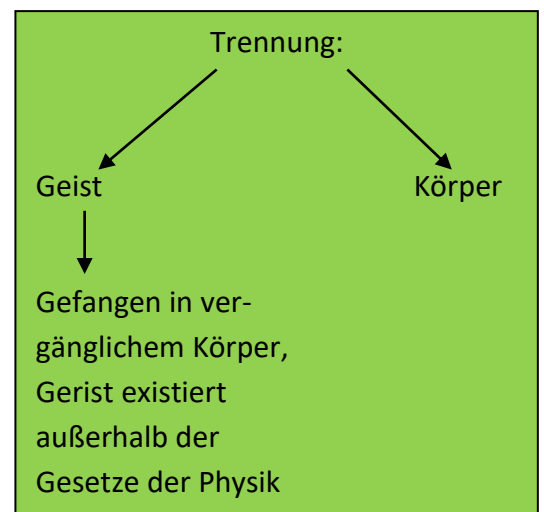 Trennung:
Geist Körper
Gefangen in ver-
gänglichem Körper,
Gerist existiert
außerhalb der
Gesetze der Physik